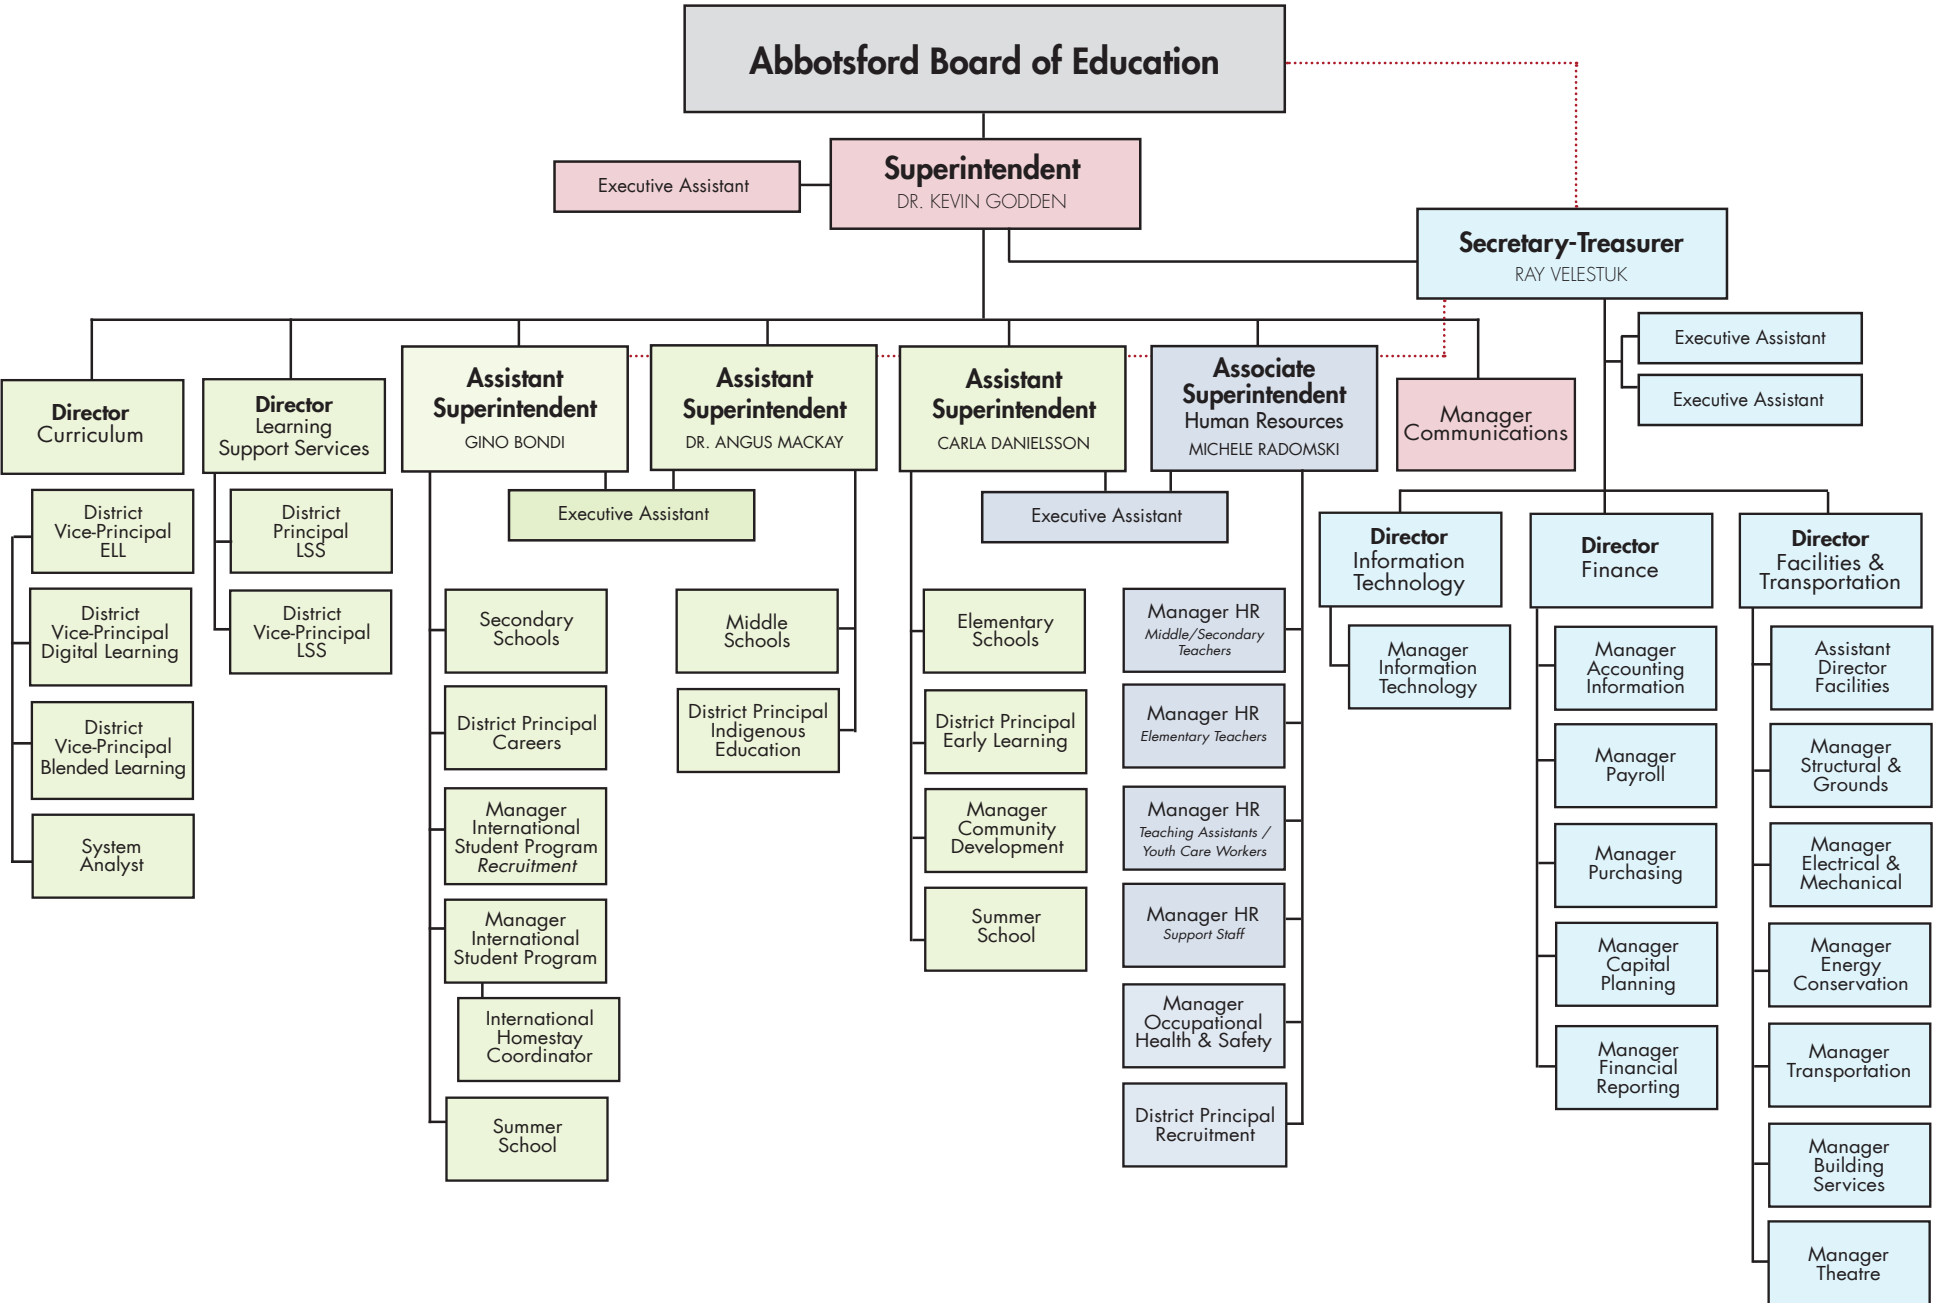 Abbotsford Board of Education
Superintendent
DR. KEVIN GODDEN
Executive Assistant
Secretary-Treasurer
RAY VELESTUK
Executive Assistant
Executive Assistant
Director
Curriculum
Director
Learning
Support Services
Assistant
Superintendent
GINO BONDI
Assistant
Superintendent
DR. ANGUS MACKAY
Assistant
Superintendent
CARLA DANIELSSON
Associate
Superintendent
Human Resources
MICHELE RADOMSKI
Manager
Communications
Executive Assistant
Executive Assistant
District
Vice-Principal
ELL
District
Vice-Principal
Digital Learning
District
Vice-Principal
Blended Learning
System
Analyst
District
Principal
LSS
District
Vice-Principal
LSS
Secondary
Schools
District Principal
Careers
Manager
International
Student Program
Recruitment
Manager
International
Student Program
International
Homestay
Coordinator
Summer
School
Middle
Schools
District Principal
Indigenous
Education
Elementary
Schools
District Principal
Early Learning
Manager
Community
Development
Summer
School
Manager HR
Middle/Secondary
Teachers
Manager HR
Elementary Teachers
Manager HR
Teaching Assistants /
Youth Care Workers
Manager HR
Support Staff
Manager
Occupational
Health & Safety
District Principal
Recruitment
Director
Information
Technology
Manager
Information
Technology
Director
Finance
Manager
Accounting
Information
Manager
Payroll
Manager
Purchasing
Manager
Capital
Planning
Manager
Financial
Reporting
Director
Facilities &
Transportation
Assistant
Director
Facilities
Manager
Structural &
Grounds
Manager
Electrical &
Mechanical
Manager
Energy
Conservation
Manager
Transportation
Manager
Building
Services
Manager
Theatre